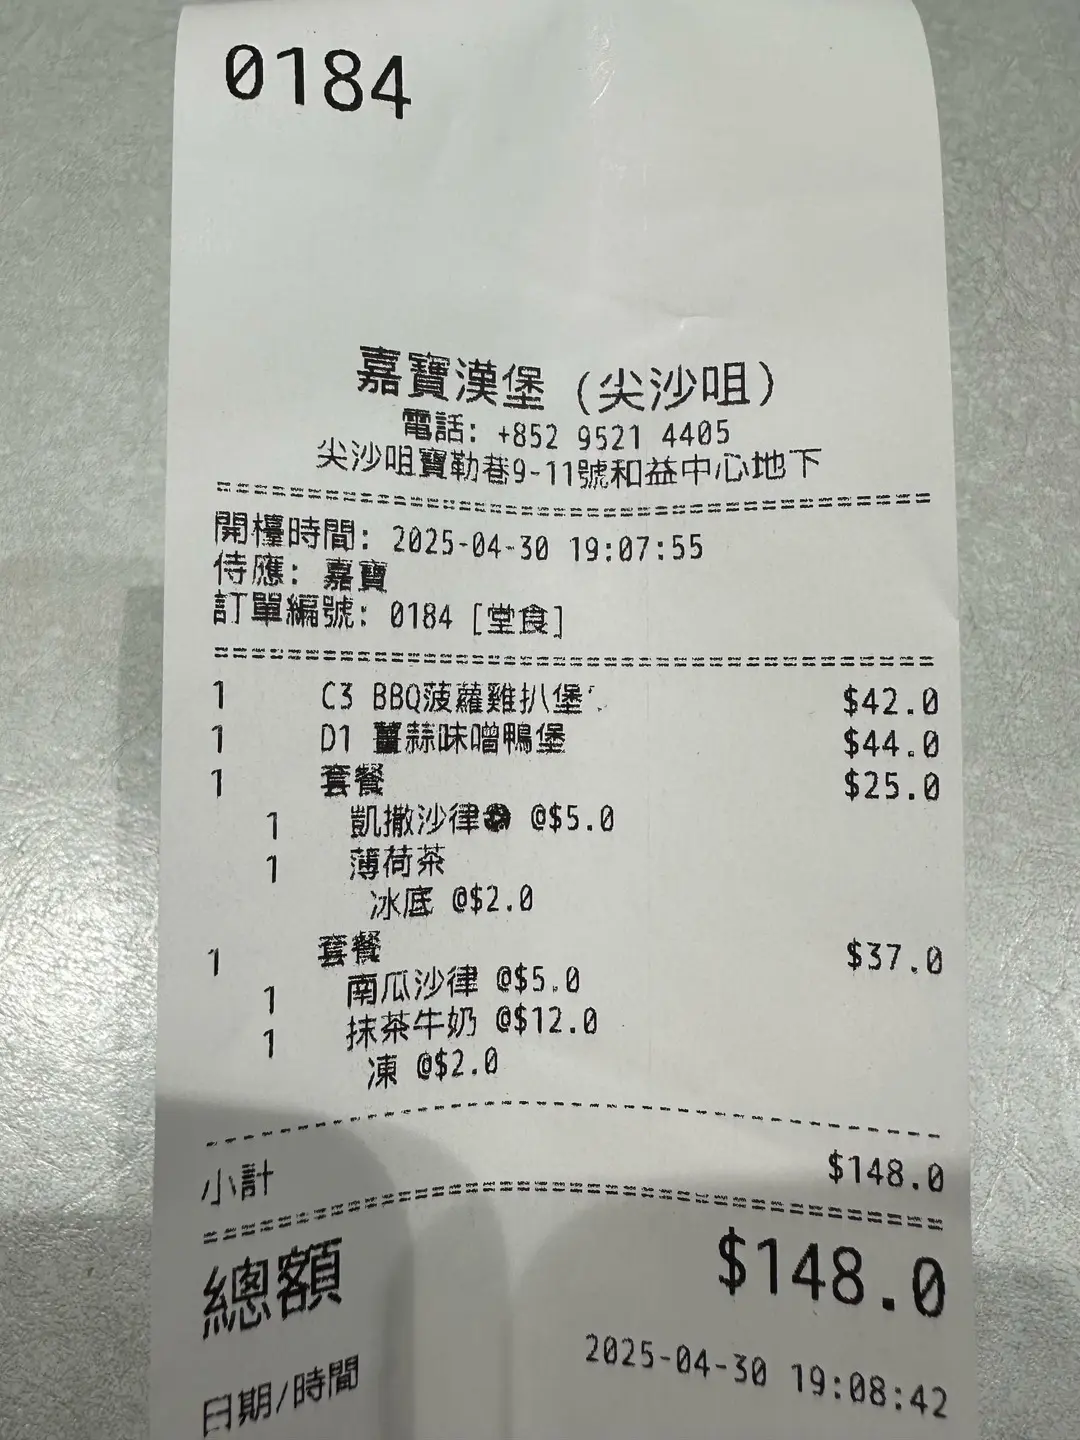 0184
嘉寶漢堡 (尖沙咀)
電話: +852 9521 4405
尖沙咀寶勒巷9-11號和益中心地下
開檯時間: 2025-04-30 19:07:55
侍應: 嘉寶
訂單編號: 0184 [堂食]
1 C3 BBQ菠蘿雞扒堡 $42.0
1 D1 薑蒜味噌鴨堡 $44.0
1 套餐 $25.0
1 凱撒沙律 @$5.0
1 薄荷茶
冰底 @$2.0
1 套餐 $37.0
1 南瓜沙律 @$5.0
1 抹茶牛奶 @$12.0
凍 @$2.0
小計 $148.0
總額 $148.0
日期/時間 2025-04-30 19:08:42